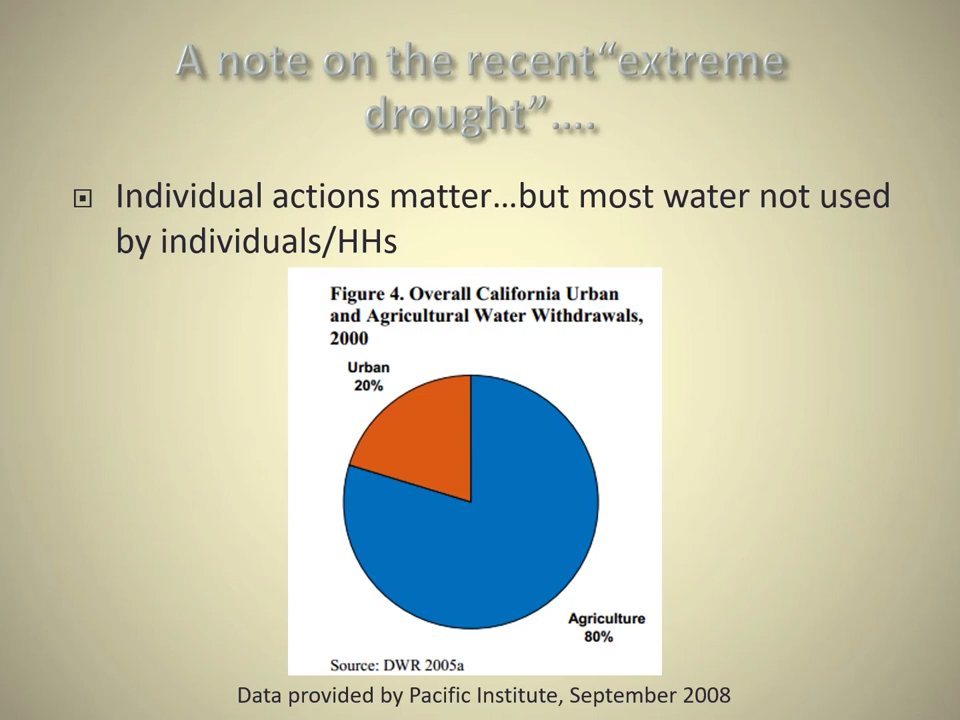 A note on the recent“extreme
drought”….
Individual actions matter…but most water not used
by individuals/HHs
Figure 4. Overall California Urban
and Agricultural Water Withdrawals,
2000
Urban
20%
Agriculture
80%
Source: DWR 2005a
Data provided by Pacific Institute, September 2008